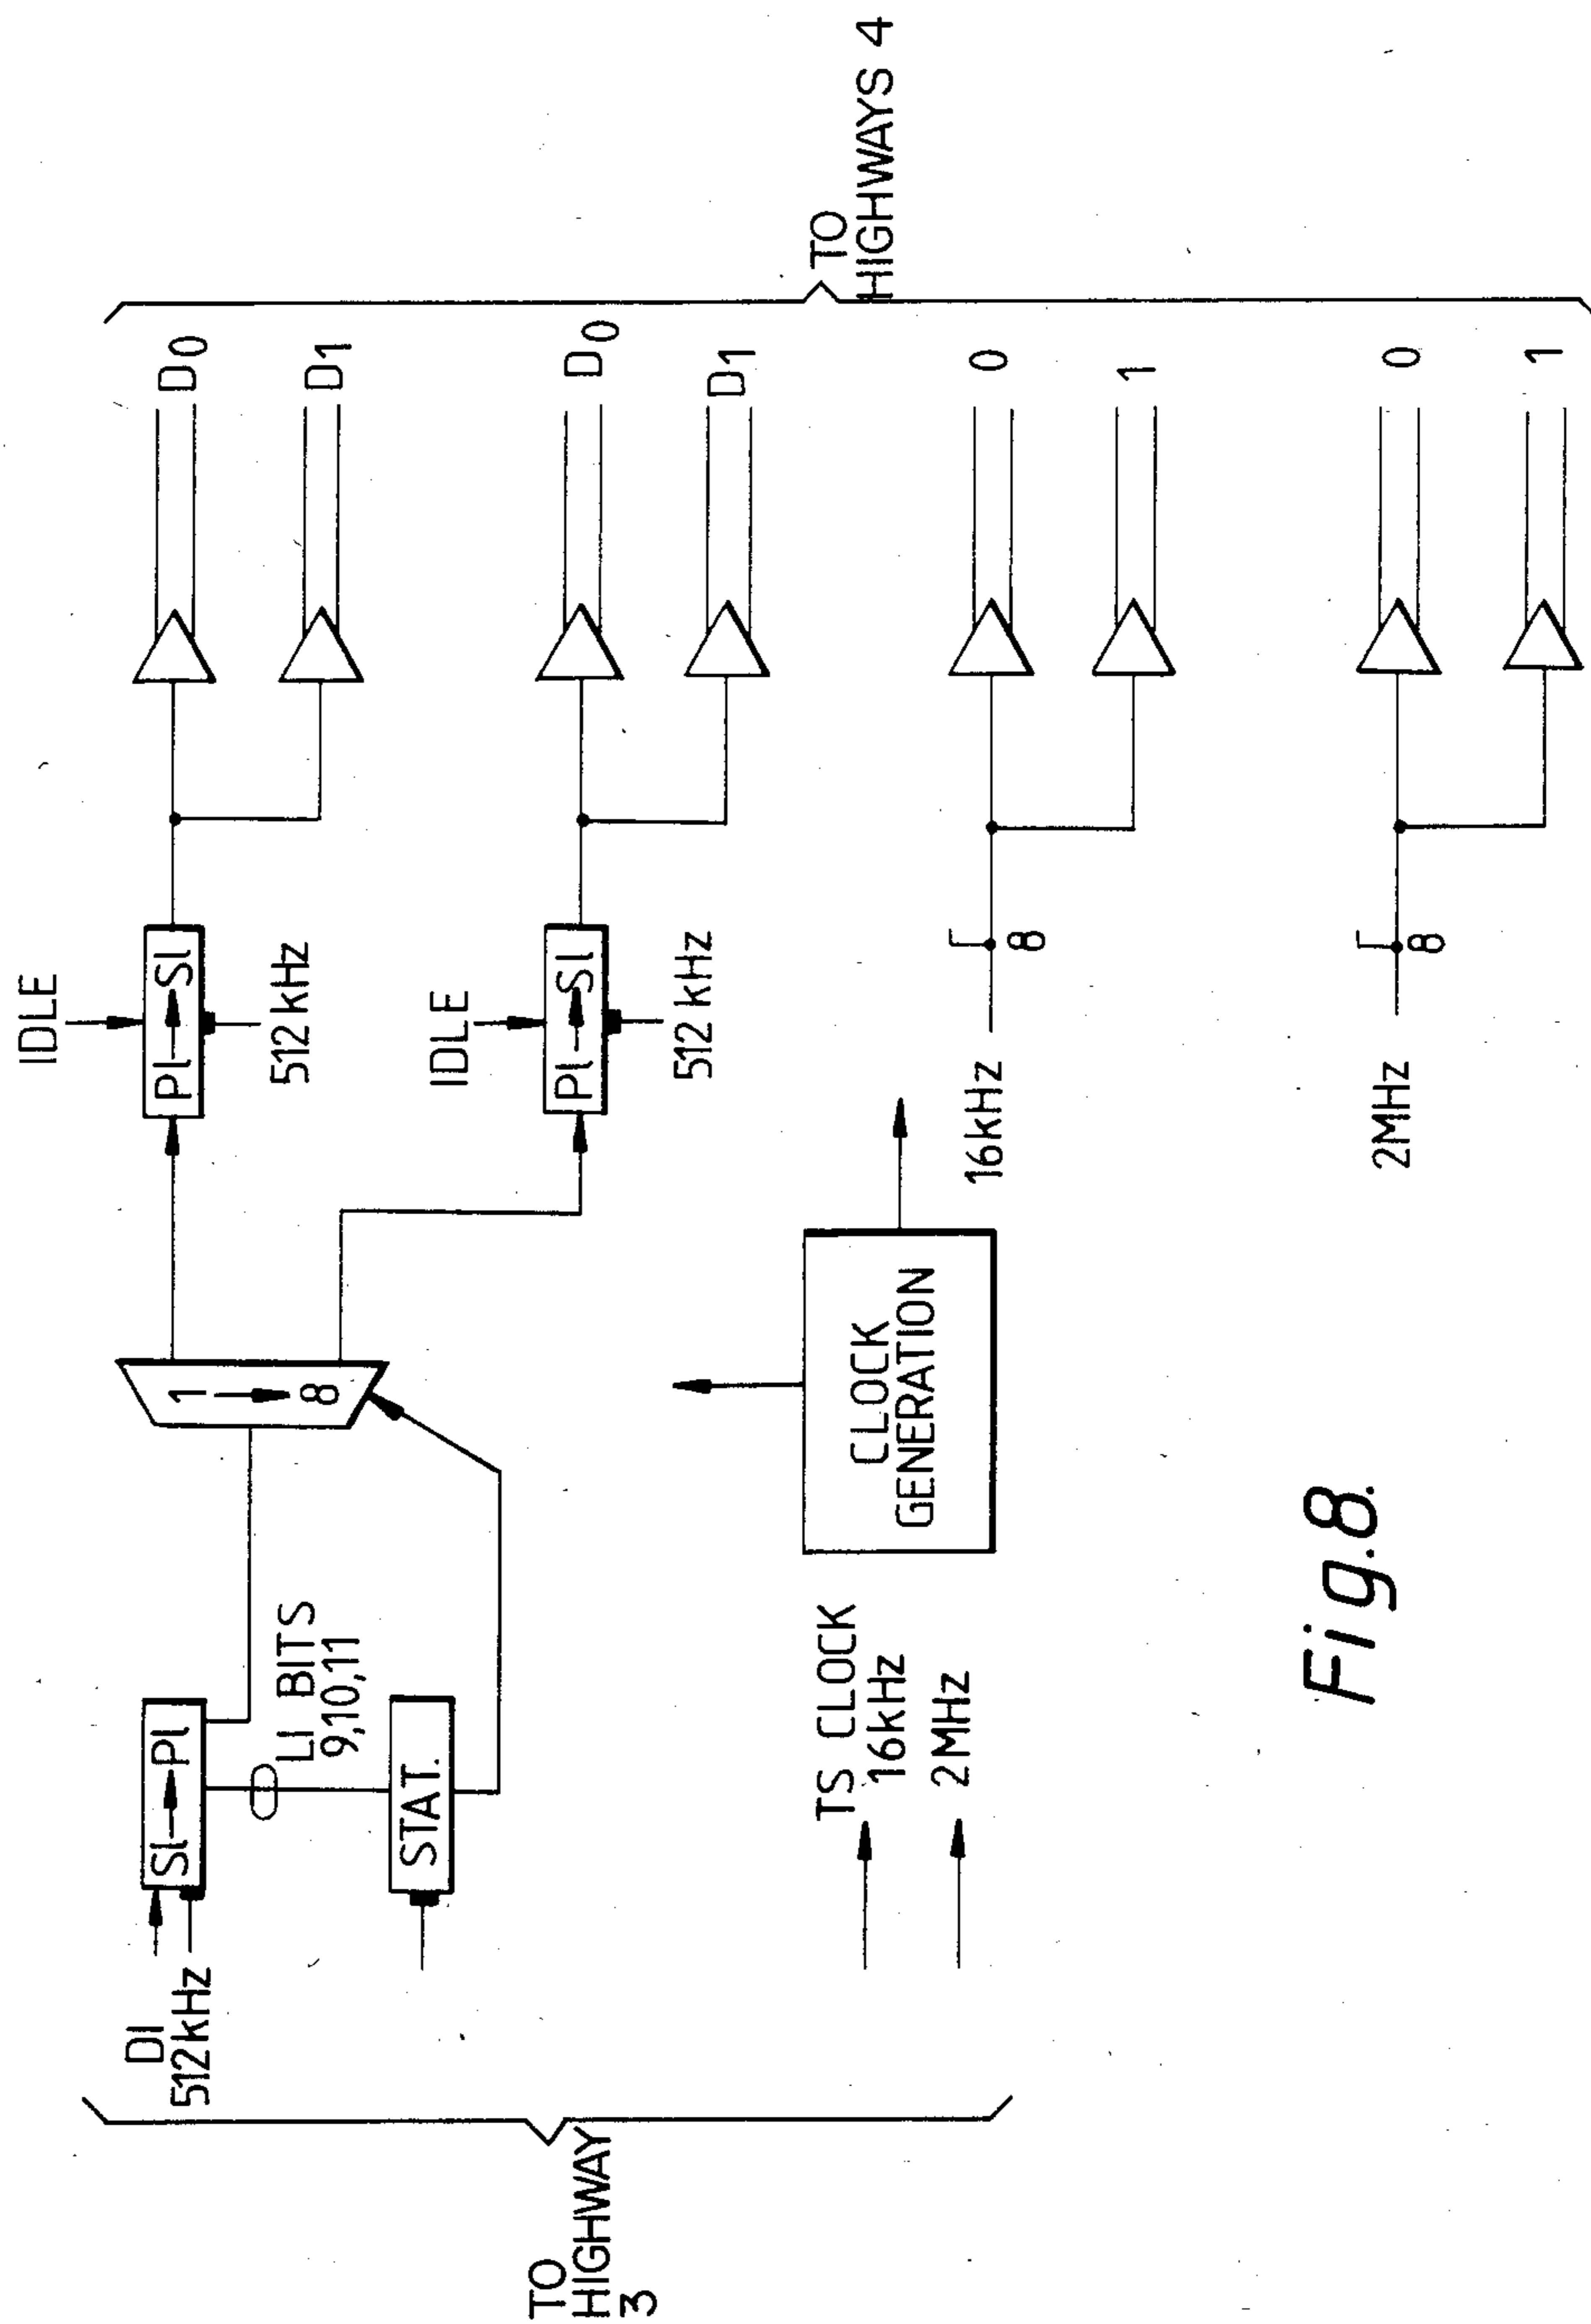 TO
HIGHWAY
3
DI
512kHz
SI→PI
LI BITS
9,10,11
STAT.
1→8
IDLE
PI→SI
512kHz
D0
D1
IDLE
PI→SI
512kHz
D0
D1
TS CLOCK
16kHz
2MHz
CLOCK
GENERATION
16kHz
8
0
1
2MHz
8
0
1
TO
HIGHWAYS 4
Fig.8.